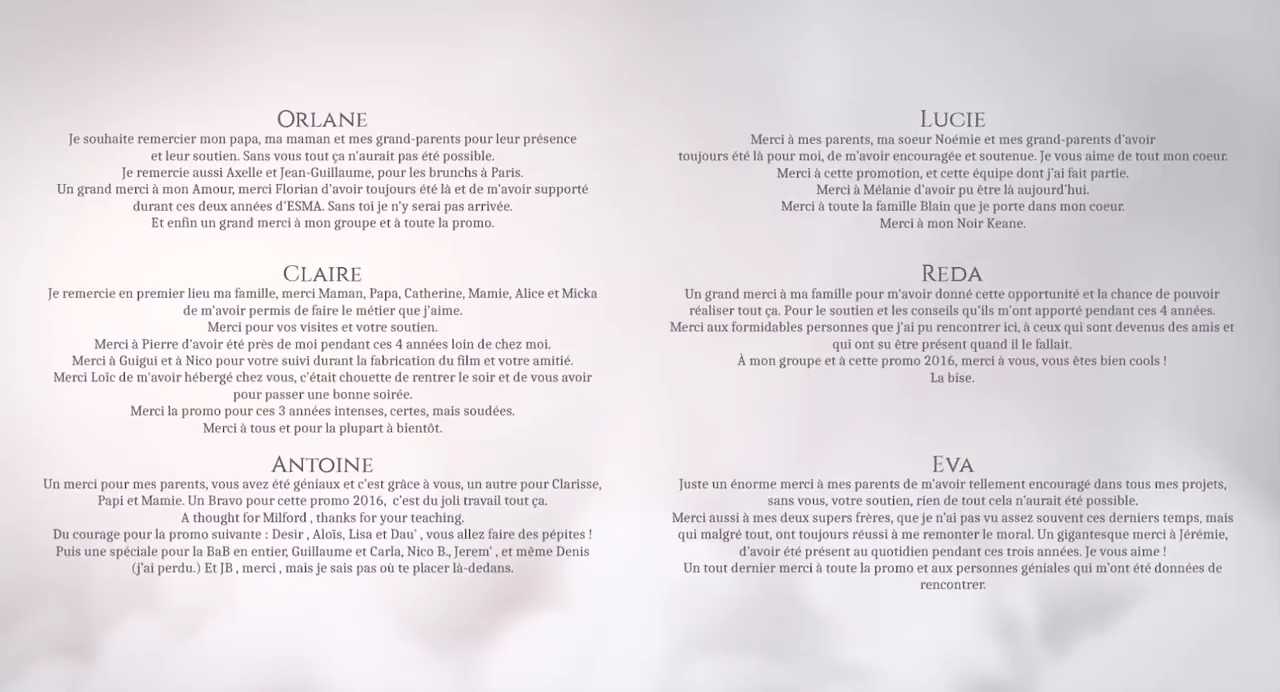 Orlane
Je souhaite remercier mon papa, ma maman et mes grand-parents pour leur présence
et leur soutien. Sans vous tout ça n'aurait pas été possible.
Je remercie aussi Axelle et Jean-Guillaume, pour les brunchs à Paris.
Un grand merci à mon Amour, merci Florian d'avoir toujours été là et de m'avoir supporté
durant ces deux années d'ESMA. Sans toi je n'y serai pas arrivée.
Et enfin un grand merci à mon groupe et à toute la promo.
Claire
Je remercie en premier lieu ma famille, merci Maman, Papa, Catherine, Mamie, Alice et Micka
de m'avoir permis de faire le métier que j'aime.
Merci pour vos visites et votre soutien.
Merci à Pierre d'avoir été près de moi pendant ces 4 années loin de chez moi.
Merci à Guigui et à Nico pour votre suivi durant la fabrication du film et votre amitié.
Merci Loïc de m'avoir hébergé chez vous, c'était chouette de rentrer le soir et de vous avoir
pour passer une bonne soirée.
Merci la promo pour ces 3 années intenses, certes, mais soudées.
Merci à tous et pour la plupart à bientôt.
Antoine
Un merci pour mes parents, vous avez été géniaux et c'est grâce à vous, un autre pour Clarisse,
Papi et Mamie. Un Bravo pour cette promo 2016,  c'est du joli travail tout ça.
A thought for Milford , thanks for your teaching.
Du courage pour la promo suivante : Desir , Aloïs, Lisa et Dau' , vous allez faire des pépites !
Puis une spéciale pour la BaB en entier, Guillaume et Carla, Nico B., Jerem' , et même Denis
(j'ai perdu.) Et JB , merci , mais je sais pas où te placer là-dedans.
Lucie
Merci à mes parents, ma soeur Noémie et mes grand-parents d'avoir
toujours été là pour moi, de m'avoir encouragée et soutenue. Je vous aime de tout mon coeur.
Merci à cette promotion, et cette équipe dont j'ai fait partie.
Merci à Mélanie d'avoir pu être là aujourd'hui.
Merci à toute la famille Blain que je porte dans mon coeur.
Merci à mon Noir Keane.
Reda
Un grand merci à ma famille pour m'avoir donné cette opportunité et la chance de pouvoir
réaliser tout ça. Pour le soutien et les conseils qu'ils m'ont apporté pendant ces 4 années.
Merci aux formidables personnes que j'ai pu rencontrer ici, à ceux qui sont devenus des amis et
qui ont su être présent quand il le fallait.
À mon groupe et à cette promo 2016, merci à vous, vous êtes bien cools !
La bise.
Eva
Juste un énorme merci à mes parents de m'avoir tellement encouragé dans tous mes projets,
sans vous, votre soutien, rien de tout cela n'aurait été possible.
Merci aussi à mes deux supers frères, que je n'ai pas vu assez souvent ces derniers temps, mais
qui malgré tout, ont toujours réussi à me remonter le moral. Un gigantesque merci à Jérémie,
d'avoir été présent au quotidien pendant ces trois années. Je vous aime !
Un tout dernier merci à toute la promo et aux personnes géniales qui m'ont été données de
rencontrer.